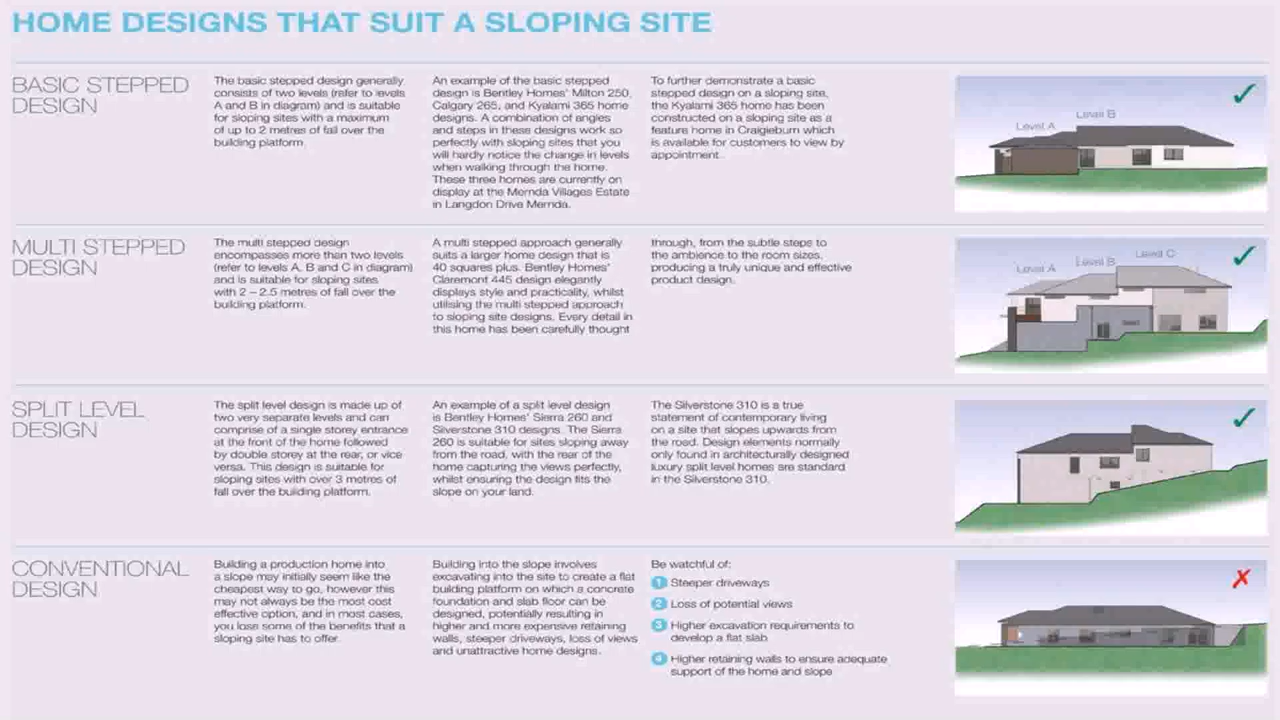 HOME DESIGNS THAT SUIT A SLOPING SITE
BASIC STEPPED
DESIGN
The basic stepped design generally
consists of two levels (refer to levels
A and B in diagram) and is suitable
for sloping sites with a maximum
of up to 2 metres of fall over the
building platform.
An example of the basic stepped
design is Bentley Homes' Milton 250,
Calgary 265, and Kyalami 365 home
designs. A combination of angles
and steps in these designs work so
perfectly with sloping sites that you
will hardly notice the change in levels
when walking through the home.
These three homes are currently on
display at the Mernda Villages Estate
in Langdon Drive Mernda.
To further demonstrate a basic
stepped design on a sloping site,
the Kyalami 365 home has been
constructed on a sloping site as a
feature home in Craigieburn which
is available for customers to view by
appointment.
Level A
Level B
MULTI STEPPED
DESIGN
The multi stepped design
encompasses more than two levels
(refer to levels A, B and C in diagram)
and is suitable for sloping sites
with 2 – 2.5 metres of fall over the
building platform.
A multi stepped approach generally
suits a larger home design that is
40 squares plus. Bentley Homes'
Claremont 445 design elegantly
displays style and practicality, whilst
utilising the multi stepped approach
to sloping site designs. Every detail in
this home has been carefully thought
through, from the subtle steps to
the ambience to the room sizes,
producing a truly unique and effective
product design.
Level A
Level B
Level C
SPLIT LEVEL
DESIGN
The split level design is made up of
two very separate levels and can
comprise of a single storey entrance
at the front of the home followed
by double storey at the rear, or vice
versa. This design is suitable for
sloping sites with over 3 metres of
fall over the building platform.
An example of a split level design
is Bentley Homes' Sierra 260 and
Silverstone 310 designs. The Sierra
260 is suitable for sites sloping away
from the road, with the rear of the
home capturing the views perfectly,
whilst ensuring the design fits the
slope on your land.
The Silverstone 310 is a true
statement of contemporary living
on a site that slopes upwards from
the road. Design elements normally
only found in architecturally designed
luxury split level homes are standard
in the Silverstone 310.
CONVENTIONAL
DESIGN
Building a production home into
a slope may initially seem like the
cheapest way to go, however this
may not always be the most cost
effective option, and in most cases,
you lose some of the benefits that a
sloping site has to offer.
Building into the slope involves
excavating into the site to create a flat
building platform on which a concrete
foundation and slab floor can be
designed, potentially resulting in
higher and more expensive retaining
walls, steeper driveways, loss of views
and unattractive home designs.
Be watchful of:
1 Steeper driveways
2 Loss of potential views
3 Higher excavation requirements to
develop a flat slab
4 Higher retaining walls to ensure adequate
support of the home and slope